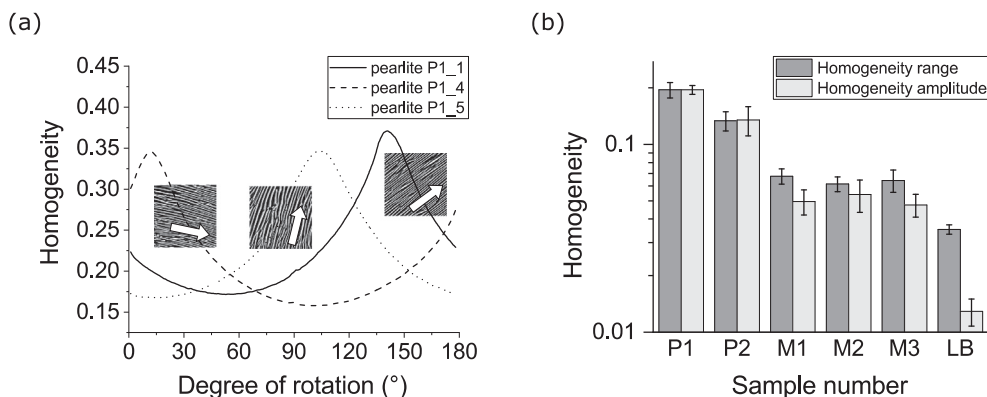 (a)
0.45
0.40
0.35
0.30
0.25
0.20
0.15
Homogeneity
0 30 60 90 120 150 180
Degree of rotation (°)
pearlite P1_1
pearlite P1_4
pearlite P1_5
(b)
Homogeneity range
Homogeneity amplitude
0.1
0.01
Homogeneity
P1 P2 M1 M2 M3 LB
Sample number